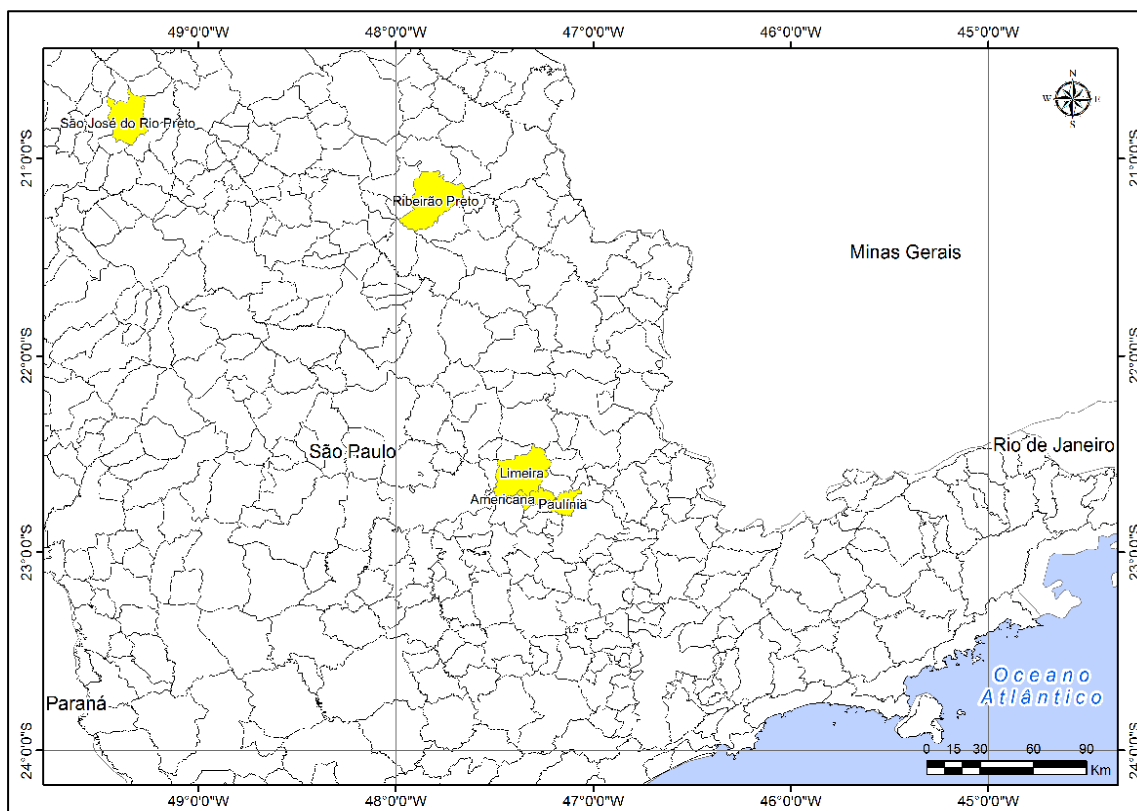 49°0'0"W 48°0'0"W 47°0'0"W 46°0'0"W 45°0'0"W
N
W E
S
São José do Rio Preto
21°0'0"S 21°0'0"S
Ribeirão Preto
Minas Gerais
22°0'0"S 22°0'0"S
São Paulo
Rio de Janeiro
Limeira
Americana
Paulínia
23°0'0"S 23°0'0"S
Oceano
Atlântico
Paraná
24°0'0"S 24°0'0"S
0 15 30 60 90
Km
49°0'0"W 48°0'0"W 47°0'0"W 46°0'0"W 45°0'0"W